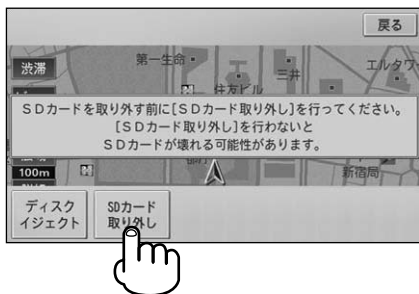 戻る
渋滞
第一生命
三井
エルタワー
住友ビル
SDカードを取り外す前に[SDカード取り外し]を行ってください。
[SDカード取り外し]を行わないと
SDカードが壊れる可能性があります。
100m
新宿局
ディスク
イジェクト
SDカード
取り外し